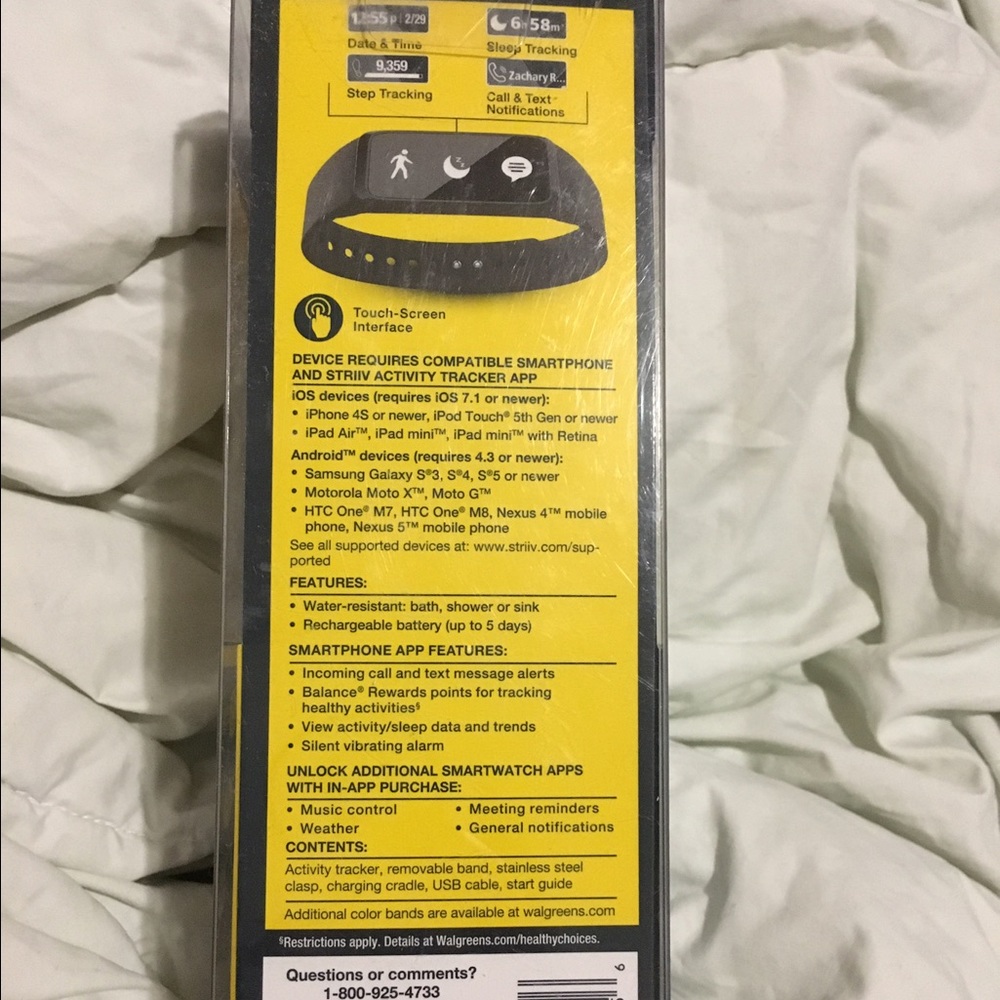 12:55p | 2/29
6h 58m
Date & Time
Sleep Tracking
9,359
Zachary R...
Step Tracking
Call & Text
Notifications
Touch-Screen
Interface
DEVICE REQUIRES COMPATIBLE SMARTPHONE
AND STRIIV ACTIVITY TRACKER APP
iOS devices (requires iOS 7.1 or newer):
• iPhone 4S or newer, iPod Touch® 5th Gen or newer
• iPad Air™, iPad mini™, iPad mini™ with Retina
Android™ devices (requires 4.3 or newer):
• Samsung Galaxy S®3, S®4, S®5 or newer
• Motorola Moto X™, Moto G™
• HTC One® M7, HTC One® M8, Nexus 4™ mobile
phone, Nexus 5™ mobile phone
See all supported devices at: www.striiv.com/sup-
ported
FEATURES:
• Water-resistant: bath, shower or sink
• Rechargeable battery (up to 5 days)
SMARTPHONE APP FEATURES:
• Incoming call and text message alerts
• Balance® Rewards points for tracking
healthy activities§
• View activity/sleep data and trends
• Silent vibrating alarm
UNLOCK ADDITIONAL SMARTWATCH APPS
WITH IN-APP PURCHASE:
• Music control • Meeting reminders
• Weather • General notifications
CONTENTS:
Activity tracker, removable band, stainless steel
clasp, charging cradle, USB cable, start guide
Additional color bands are available at walgreens.com
§Restrictions apply. Details at Walgreens.com/healthychoices.
Questions or comments?
1-800-925-4733
6